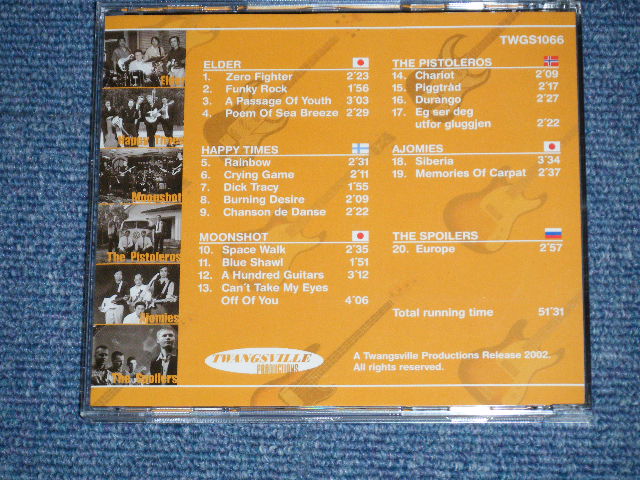 TWGS1066
ELDER
1. Zero Fighter 2´23
2. Funky Rock 1´56
3. A Passage Of Youth 3´03
4. Poem Of Sea Breeze 2´29
HAPPY TIMES
5. Rainbow 2´31
6. Crying Game 2´11
7. Dick Tracy 1´55
8. Burning Desire 2´09
9. Chanson de Danse 2´22
MOONSHOT
10. Space Walk 2´35
11. Blue Shawl 1´51
12. A Hundred Guitars 3´12
13. Can´t Take My Eyes
Off Of You 4´06
THE PISTOLEROS
14. Chariot 2´09
15. Piggtråd 2´17
16. Durango 2´27
17. Eg ser deg
utfor gluggjen 2´22
AJOMIES
18. Siberia 3´34
19. Memories Of Carpat 2´37
THE SPOILERS
20. Europe 2´57
Total running time 51´31
TWANGSVILLE
PRODUCTIONS
A Twangsville Productions Release 2002.
All rights reserved.
Elder
Happy Times
Moonshot
The Pistoleros
Ajomies
The Spoilers